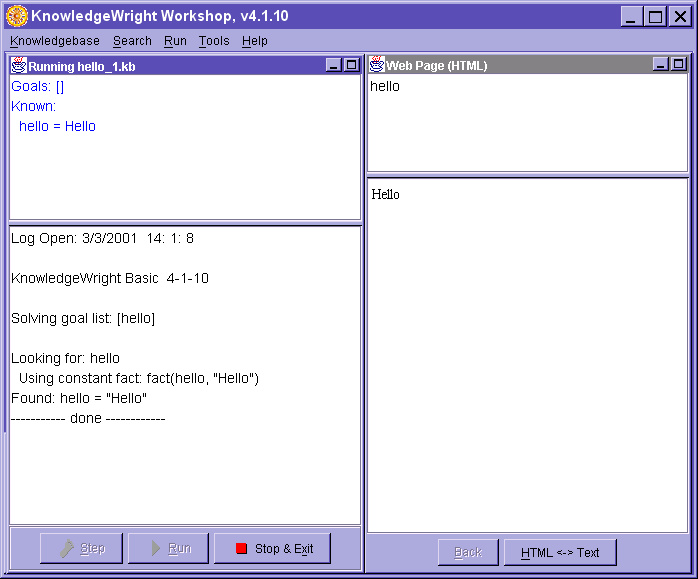 KnowledgeWright Workshop, v4.1.10
Knowledgebase Search Run Tools Help
Running hello_1.kb
Goals: []
Known:
hello = Hello
Log Open: 3/3/2001 14: 1: 8
KnowledgeWright Basic 4-1-10
Solving goal list: [hello]
Looking for: hello
Using constant fact: fact(hello, "Hello")
Found: hello = "Hello"
----------- done ------------
Step Run Stop & Exit
Web Page (HTML)
hello
Hello
Back HTML <-> Text